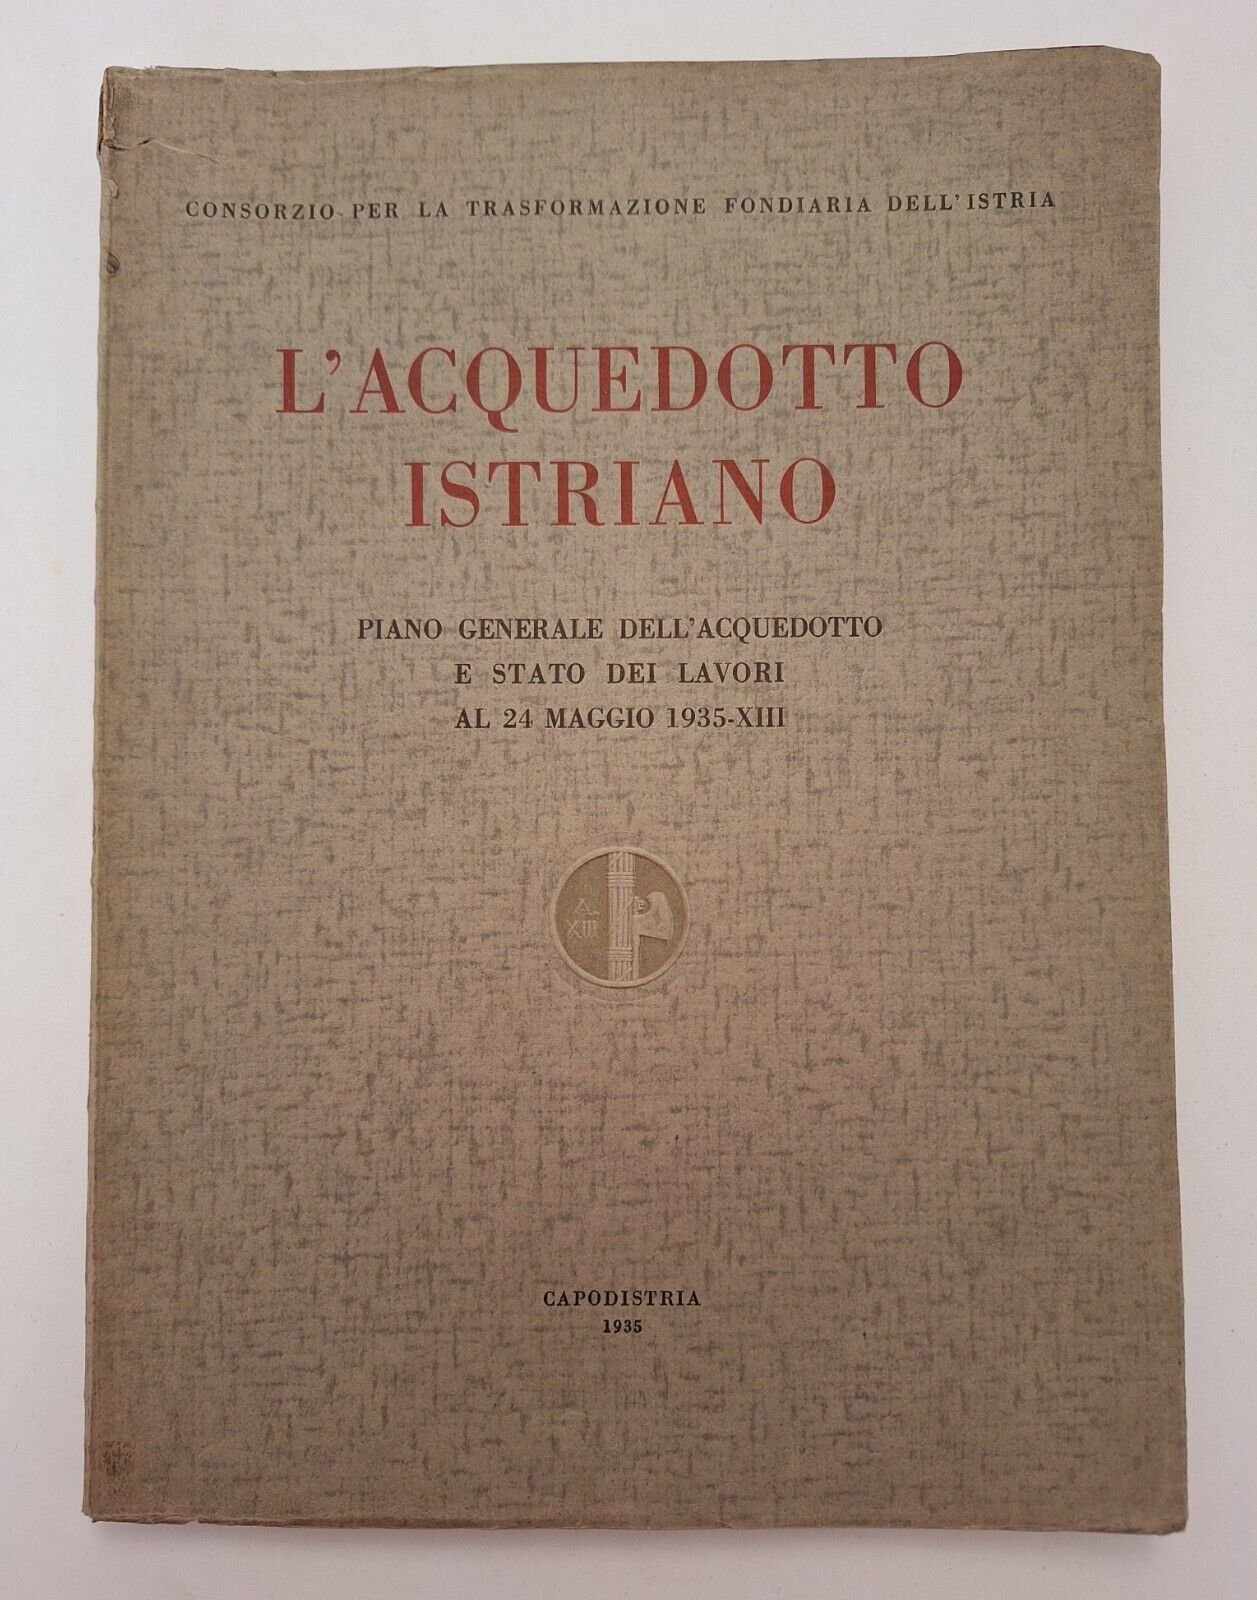 CONSORZIO PER LA TRASFORMAZIONE FONDIARIA DELL'ISTRIA
L'ACQUEDOTTO
ISTRIANO
PIANO GENERALE DELL'ACQUEDOTTO
E STATO DEI LAVORI
AL 24 MAGGIO 1935-XIII
A.
XIII
CAPODISTRIA
1935